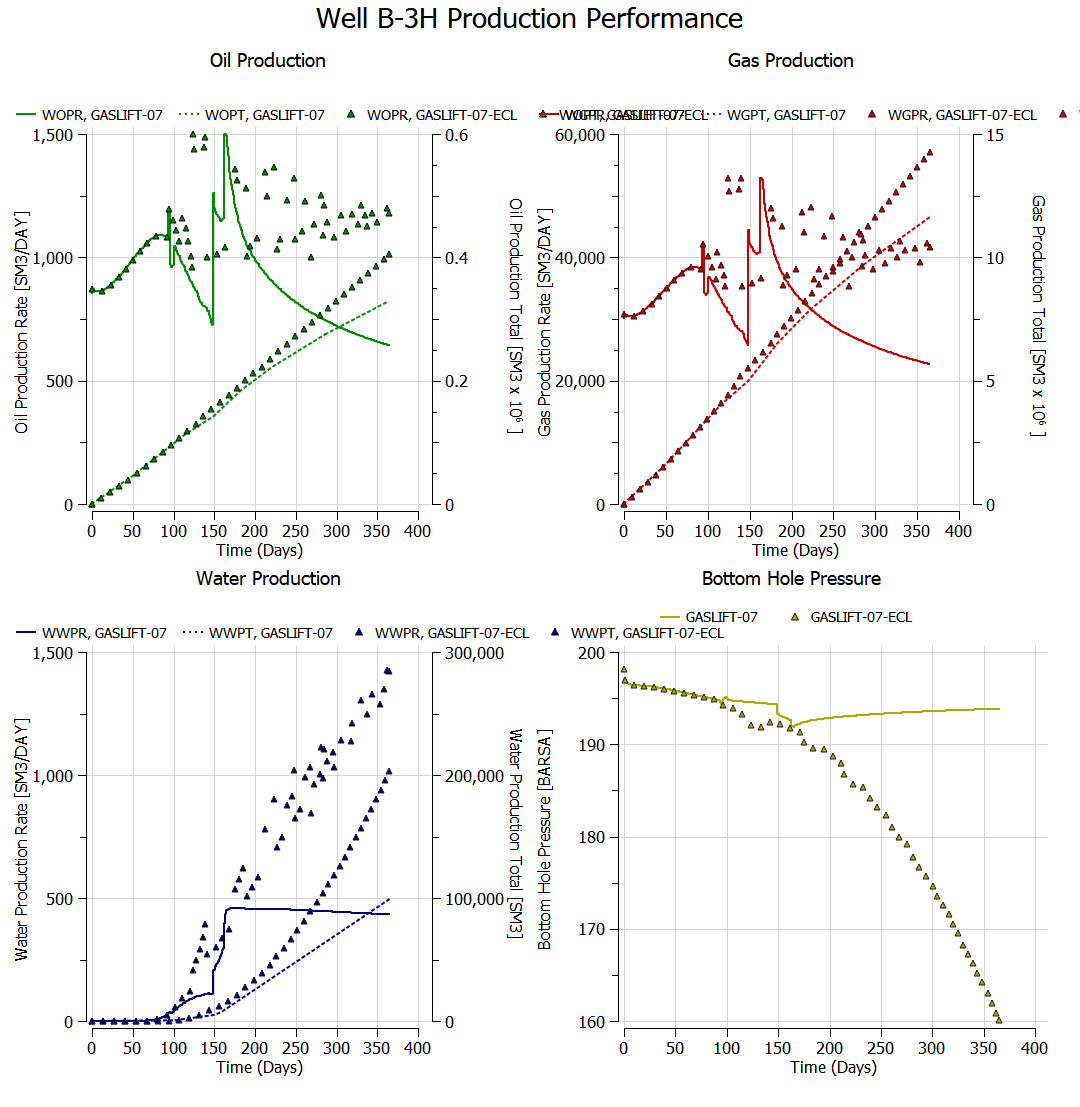 Well B-3H Production Performance
Oil Production
WOPR, GASLIFT-07 WOPT, GASLIFT-07 WOPR, GASLIFT-07-ECL WOPT, GASLIFT-07-ECL
1,500 0.6
1,000 0.4
500 0.2
0 0
Oil Production Rate [SM3/DAY]
Oil Production Total [SM3 x 10⁶ ]
0 50 100 150 200 250 300 350 400
Time (Days)
Gas Production
WGPR, GASLIFT-07 WGPT, GASLIFT-07 WGPR, GASLIFT-07-ECL
60,000 15
40,000 10
20,000 5
0 0
Gas Production Rate [SM3/DAY]
Gas Production Total [SM3 x 10⁶ ]
0 50 100 150 200 250 300 350 400
Time (Days)
Water Production
WWPR, GASLIFT-07 WWPT, GASLIFT-07 WWPR, GASLIFT-07-ECL WWPT, GASLIFT-07-ECL
1,500 300,000
1,000 200,000
500 100,000
0 0
Water Production Rate [SM3/DAY]
Water Production Total [SM3]
0 50 100 150 200 250 300 350 400
Time (Days)
Bottom Hole Pressure
GASLIFT-07 GASLIFT-07-ECL
200
190
180
170
160
Bottom Hole Pressure [BARSA]
0 50 100 150 200 250 300 350 400
Time (Days)